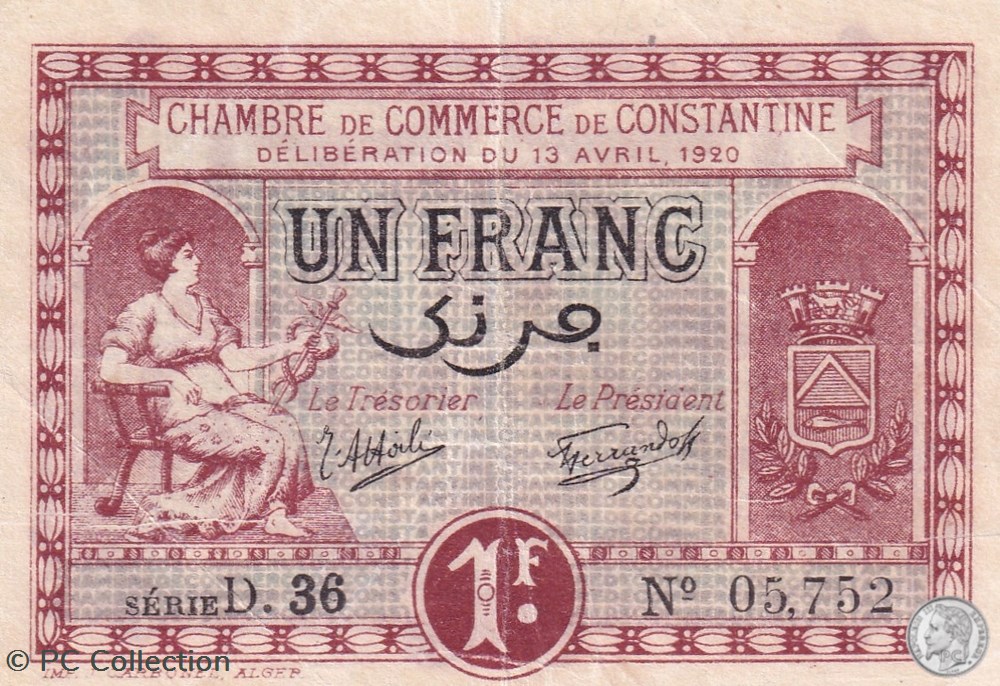 CHAMBRE DE COMMERCE DE CONSTANTINE
DÉLIBÉRATION DU 13 AVRIL, 1920
UN FRANC
فرنك
Le Trésorier
Le Président
1F.
SÉRIE D. 36
Nº 05,752
© PC Collection
ALGER.